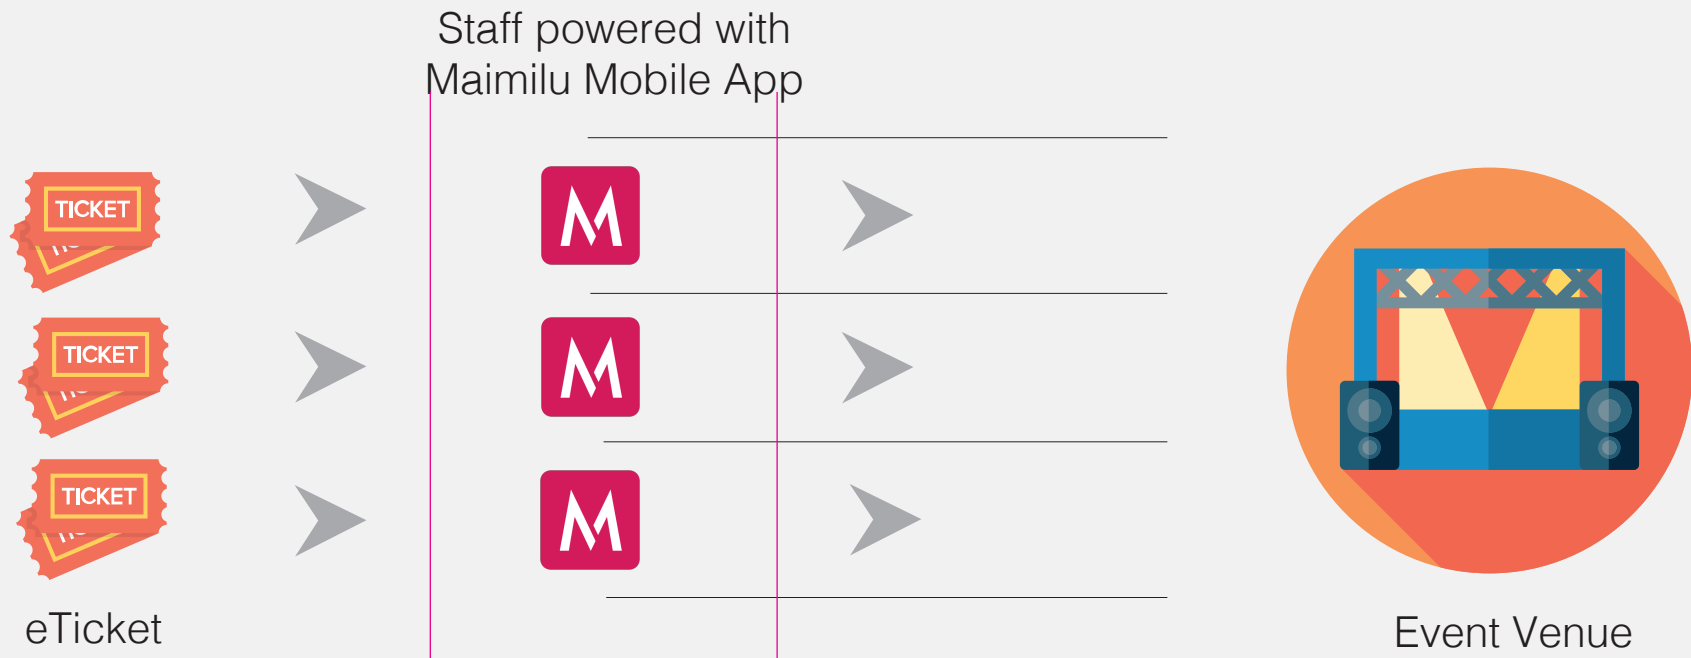 Staff powered with
Maimilu Mobile App
TICKET
M
TICKET
M
TICKET
M
eTicket
Event Venue